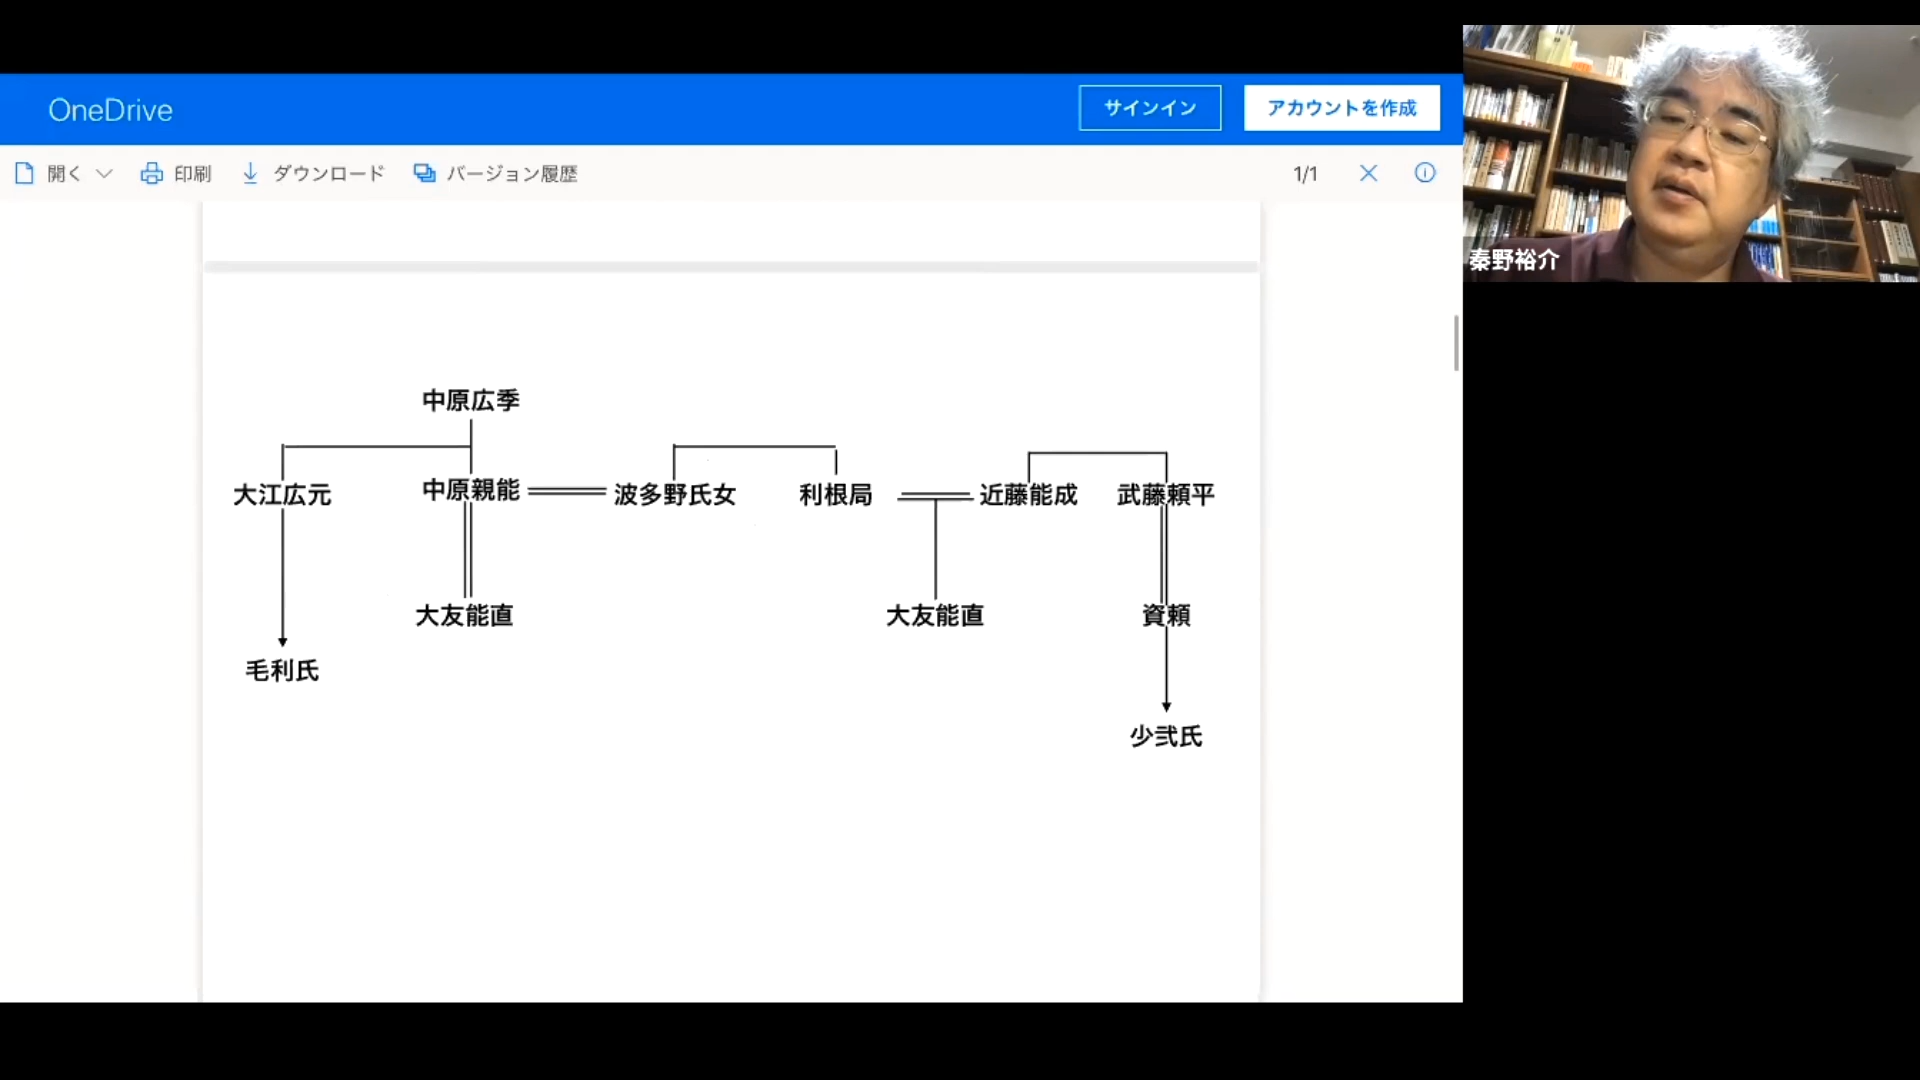 OneDrive
サインイン
アカウントを作成
開く
印刷
ダウンロード
バージョン履歴
1/1
秦野裕介
中原広季
大江広元
中原親能
波多野氏女
利根局
近藤能成
武藤頼平
大友能直
大友能直
資頼
毛利氏
少弐氏